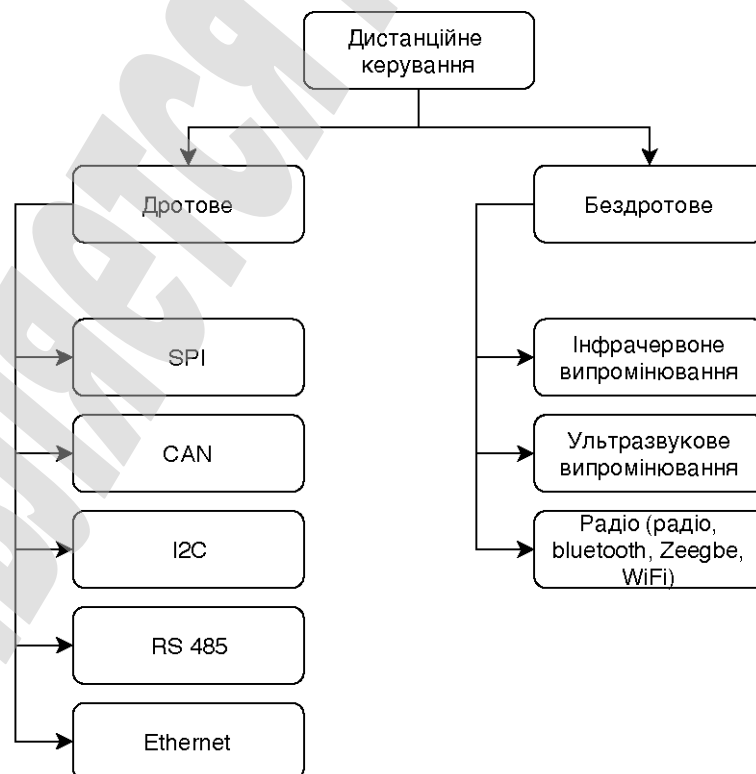 Дистанційне
керування
Дротове
Бездротове
SPI
CAN
I2C
RS 485
Ethernet
Інфрачервоне
випромінювання
Ультразвукове
випромінювання
Радіо (радіо,
bluetooth, Zeegbe,
WiFi)